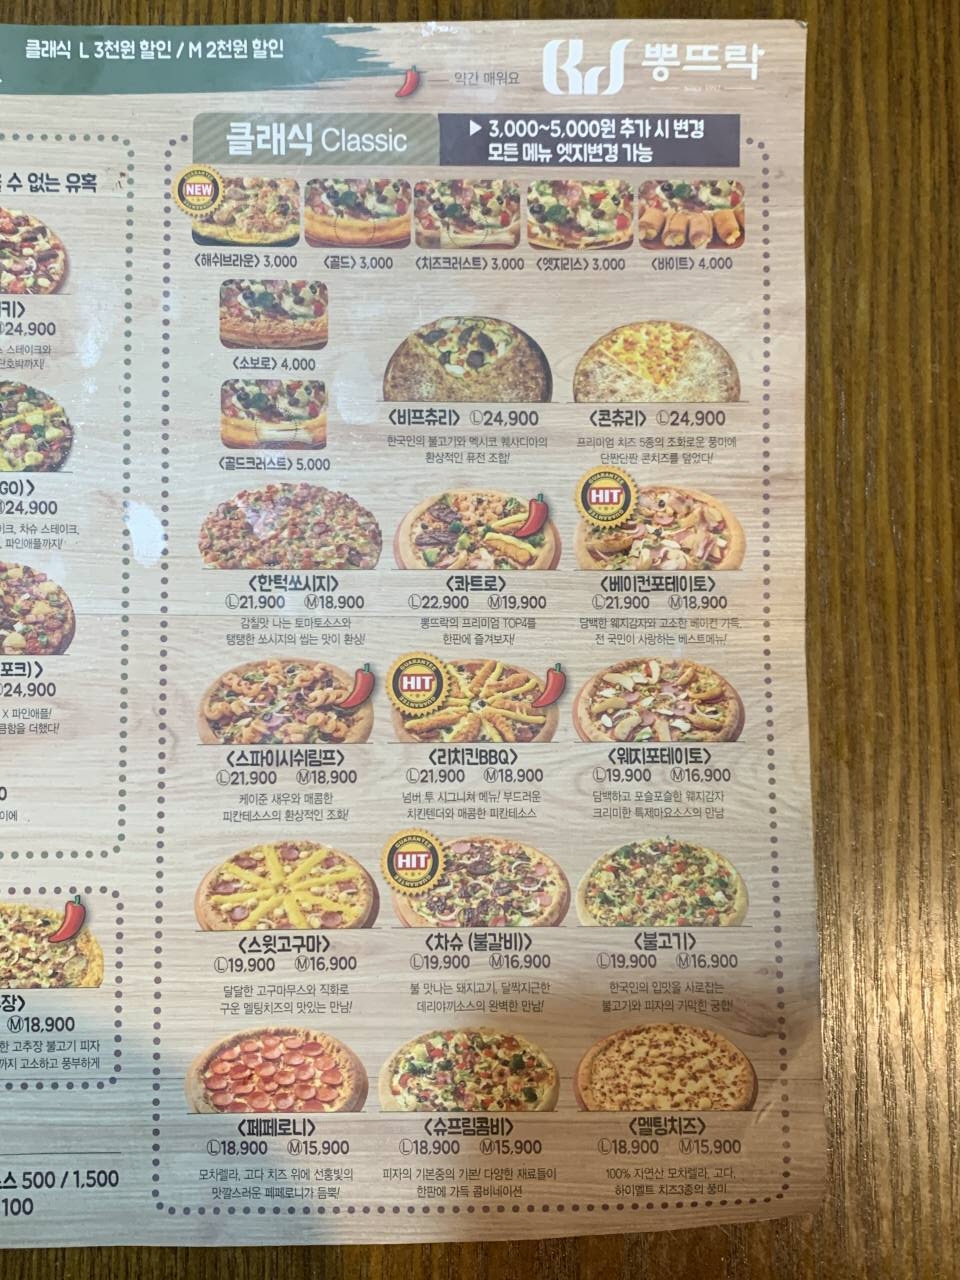 클래식 L 3천원 할인 / M 2천원 할인
약간 매워요
뽕뜨락
Since 1997
클래식 Classic
▶ 3,000~5,000원 추가 시 변경
모든 메뉴 엣지변경 가능
수 없는 유혹
NEW
<해쉬브라운> 3,000
<골드> 3,000
<치즈크러스트> 3,000
<엣지리스> 3,000
<바이트> 4,000
키>
Ⓛ24,900
스테이크와
단호박까지!
<소보로> 4,000
<골드크러스트> 5,000
<비프츄리> Ⓛ24,900
한국인의 불고기와 멕시코 퀘사디아의
환상적인 퓨전 조합!
<콘츄리> Ⓛ24,900
프리미엄 치즈 5종의 조화로운 풍미에
단짠단짠 콘치즈를 덮었다!
GO)>
Ⓛ24,900
이크, 차슈 스테이크,
파인애플까지!
<한턱쏘시지>
Ⓛ21,900 Ⓜ18,900
감칠맛 나는 토마토소스와
탱탱한 쏘시지의 씹는 맛이 환상!
<콰트로>
Ⓛ22,900 Ⓜ19,900
뽕뜨락의 프리미엄 TOP4를
한판에 즐겨보자!
GUARANTEE
HIT
GUARANTEE
<베이컨포테이토>
Ⓛ21,900 Ⓜ18,900
담백한 웨지감자와 고소한 베이컨 가득,
전 국민이 사랑하는 베스트메뉴!
포크)>
Ⓛ24,900
X 파인애플!
큼함을 더했다!
<스파이시쉬림프>
Ⓛ21,900 Ⓜ18,900
케이준 새우와 매콤한
피칸테소스의 환상적인 조화!
GUARANTEE
HIT
GUARANTEE
<리치킨BBQ>
Ⓛ21,900 Ⓜ18,900
넘버 투 시그니쳐 메뉴! 부드러운
치킨텐더와 매콤한 피칸테소스
<웨지포테이토>
Ⓛ19,900 Ⓜ16,900
담백하고 포슬포슬한 웨지감자
크리미한 특제마요소스의 만남
0
이에
<스윗고구마>
Ⓛ19,900 Ⓜ16,900
달달한 고구마무스와 직화로
구운 멜팅치즈의 맛있는 만남!
GUARANTEE
HIT
GUARANTEE
<차슈 (불갈비)>
Ⓛ19,900 Ⓜ16,900
불 맛나는 돼지고기, 달짝지근한
데리야끼소스의 완벽한 만남!
<불고기>
Ⓛ19,900 Ⓜ16,900
한국인의 입맛을 사로잡는
불고기와 피자의 기막힌 궁합!
장>
Ⓜ18,900
한 고추장 불고기 피자
까지 고소하고 풍부하게
<페페로니>
Ⓛ18,900 Ⓜ15,900
모차렐라, 고다 치즈 위에 선홍빛의
맛깔스러운 페페로니가 듬뿍!
<슈프림콤비>
Ⓛ18,900 Ⓜ15,900
피자의 기본중의 기본! 다양한 재료들이
한판에 가득 콤비네이션
<멜팅치즈>
Ⓛ18,900 Ⓜ15,900
100% 자연산 모차렐라, 고다,
하이멜트 치즈3종의 풍미
스 500 / 1,500
100